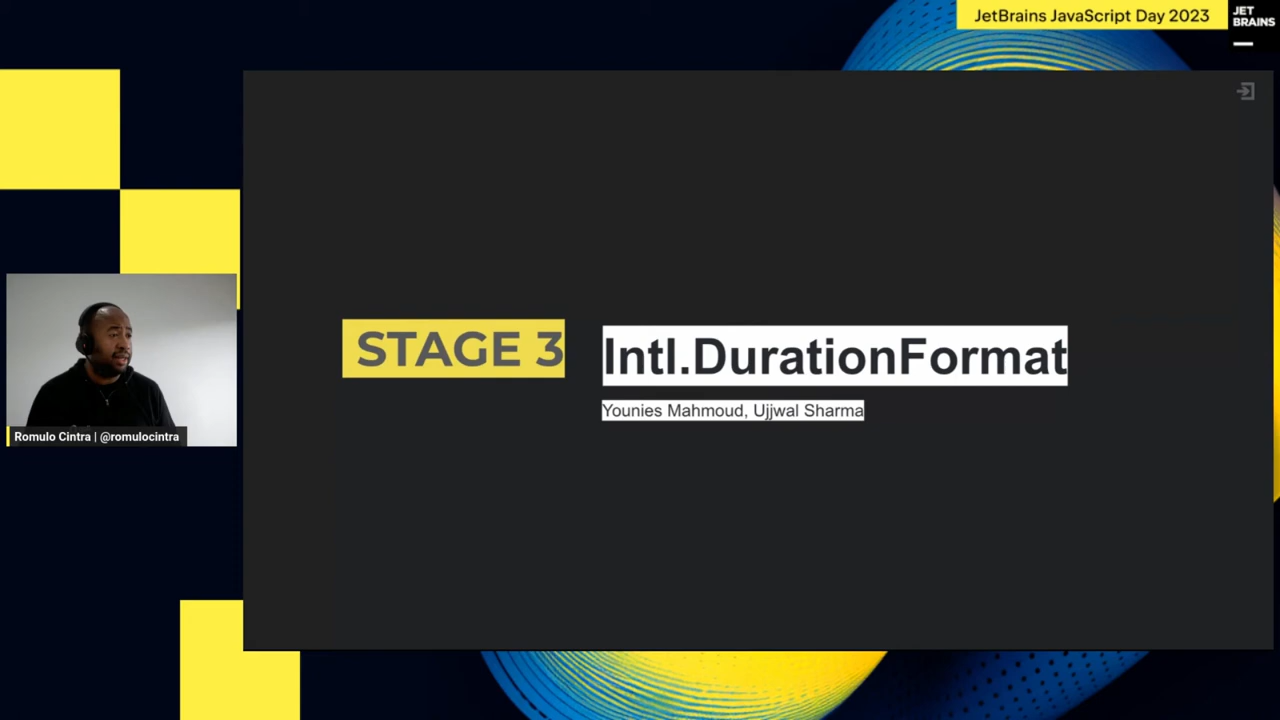 JetBrains JavaScript Day 2023
JET
BRAINS
STAGE 3
Intl.DurationFormat
Younies Mahmoud, Ujjwal Sharma
Romulo Cintra | @romulocintra